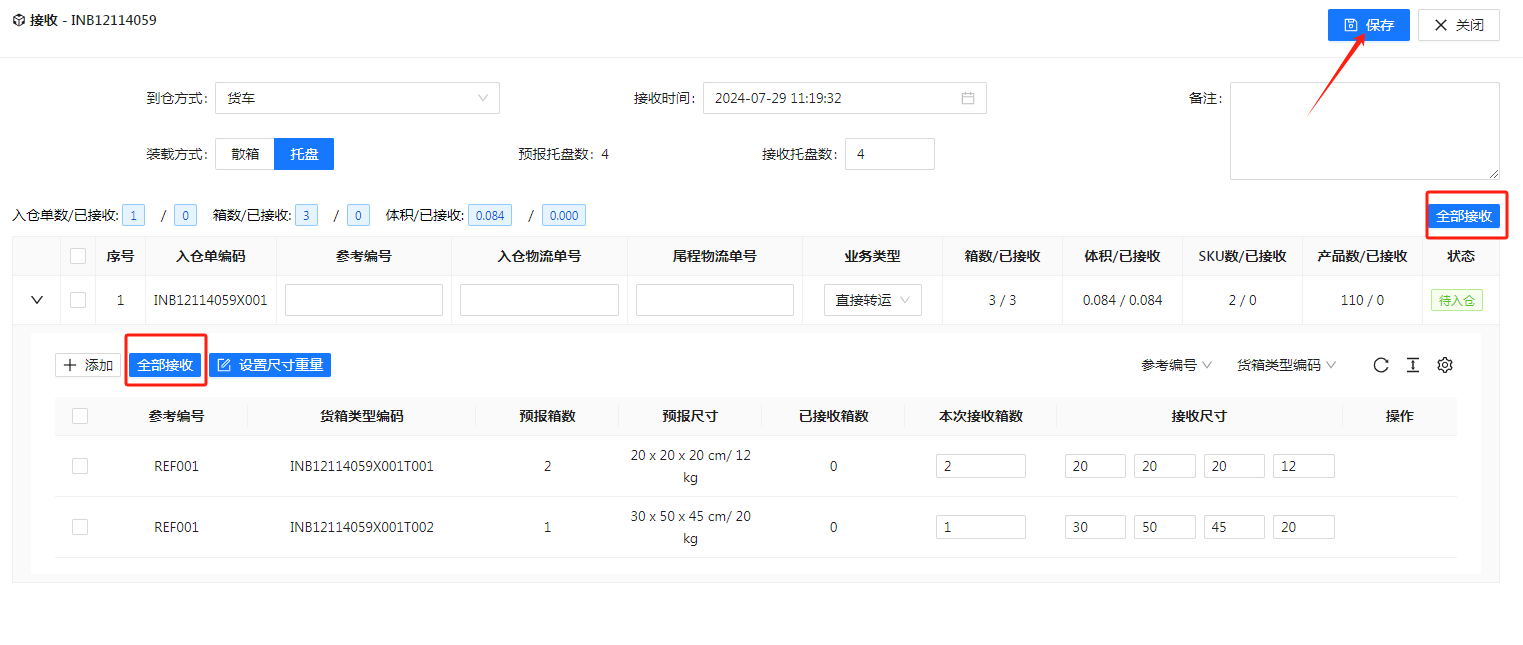 接收 - INB12114059
保存 关闭
到仓方式: 货车 接收时间: 2024-07-29 11:19:32 备注:
装载方式: 散箱 托盘 预报托盘数: 4 接收托盘数: 4
入仓单数/已接收: 1 / 0 箱数/已接收: 3 / 0 体积/已接收: 0.084 / 0.000 全部接收
序号 入仓单编码 参考编号 入仓物流单号 尾程物流单号 业务类型 箱数/已接收 体积/已接收 SKU数/已接收 产品数/已接收 状态
1 INB12114059X001 直接转运 3 / 3 0.084 / 0.084 2 / 0 110 / 0 待入仓
添加 全部接收 设置尺寸重量 参考编号 货箱类型编码
参考编号 货箱类型编码 预报箱数 预报尺寸 已接收箱数 本次接收箱数 接收尺寸 操作
REF001 INB12114059X001T001 2 20 x 20 x 20 cm/ 12 kg 0 2 20 20 20 12
REF001 INB12114059X001T002 1 30 x 50 x 45 cm/ 20 kg 0 1 30 50 45 20